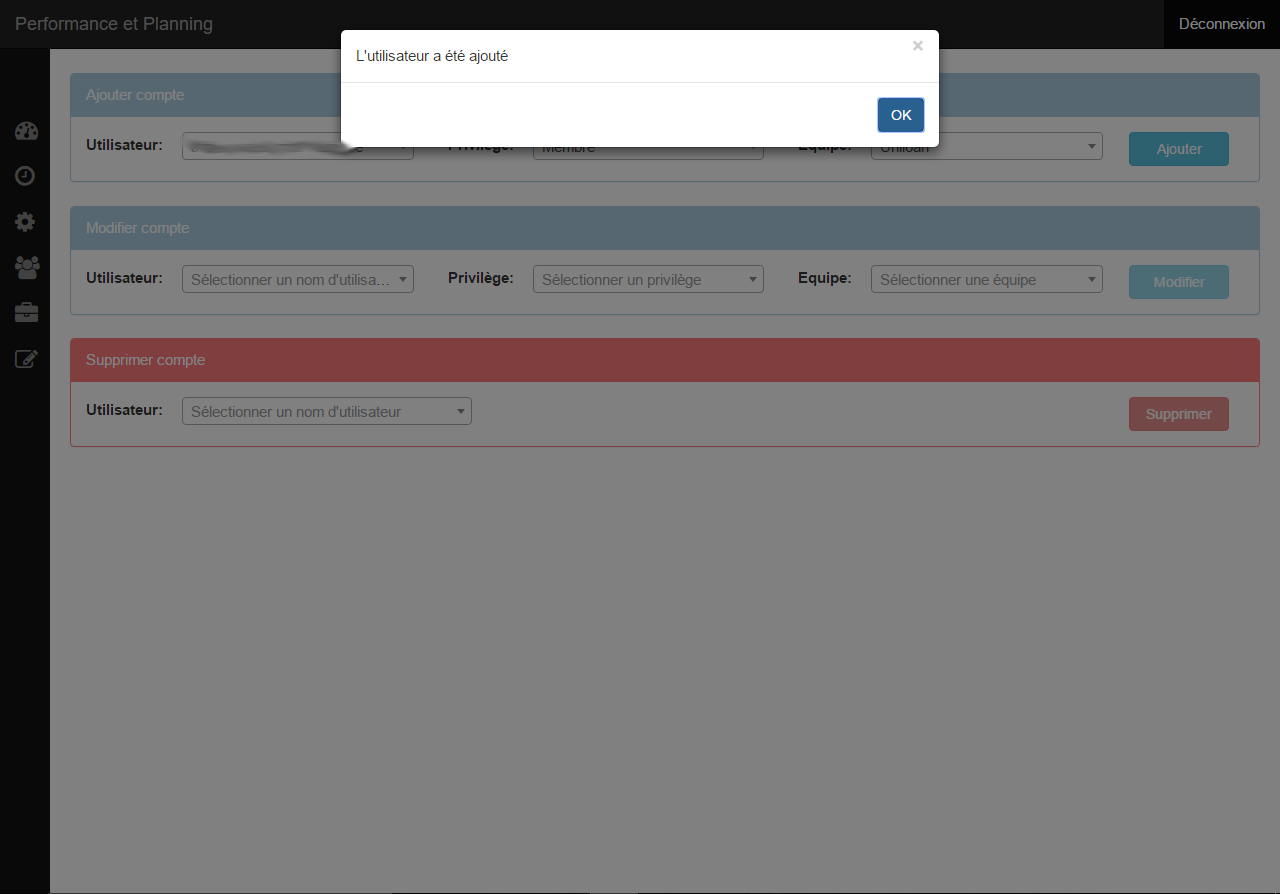 Performance et Planning
Déconnexion
L'utilisateur a été ajouté
×
OK
Ajouter compte
Utilisateur: Privilège: Membre Equipe: Ajouter
Modifier compte
Utilisateur: Sélectionner un nom d'utilisa... Privilège: Sélectionner un privilège Equipe: Sélectionner une équipe Modifier
Supprimer compte
Utilisateur: Sélectionner un nom d'utilisateur Supprimer